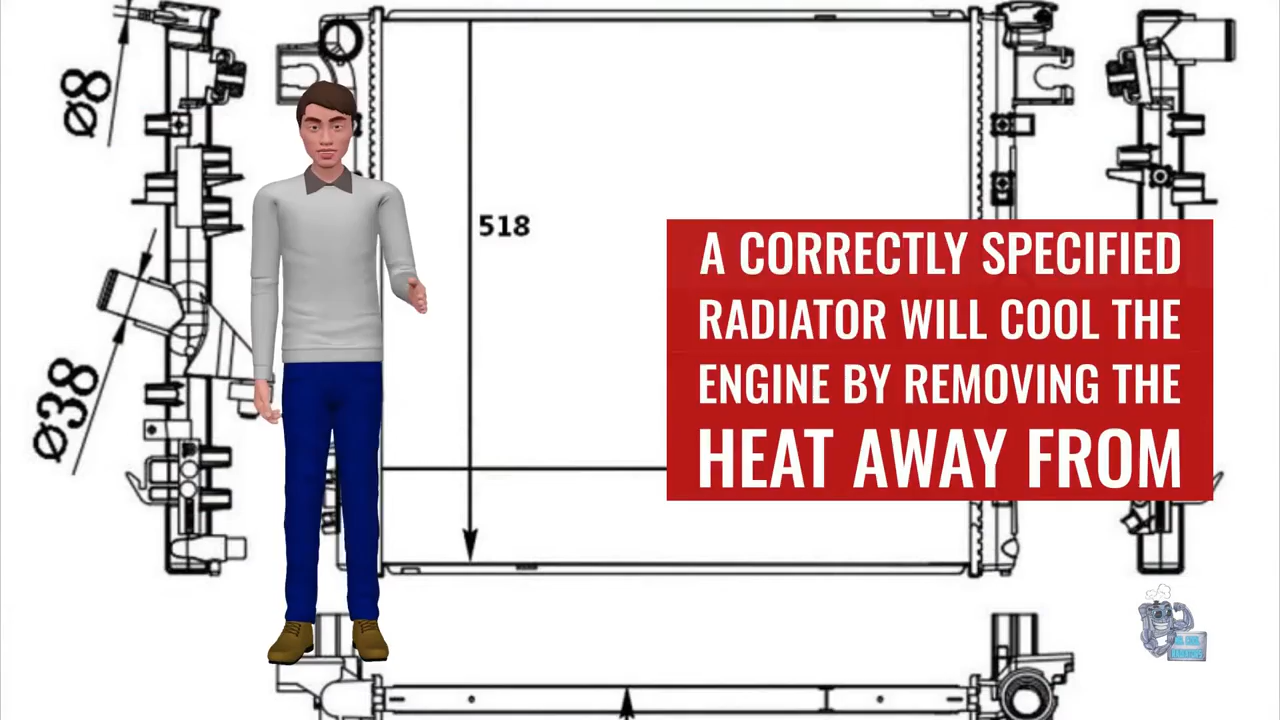 ø8
518
ø38
A CORRECTLY SPECIFIED
RADIATOR WILL COOL THE
ENGINE BY REMOVING THE
HEAT AWAY FROM